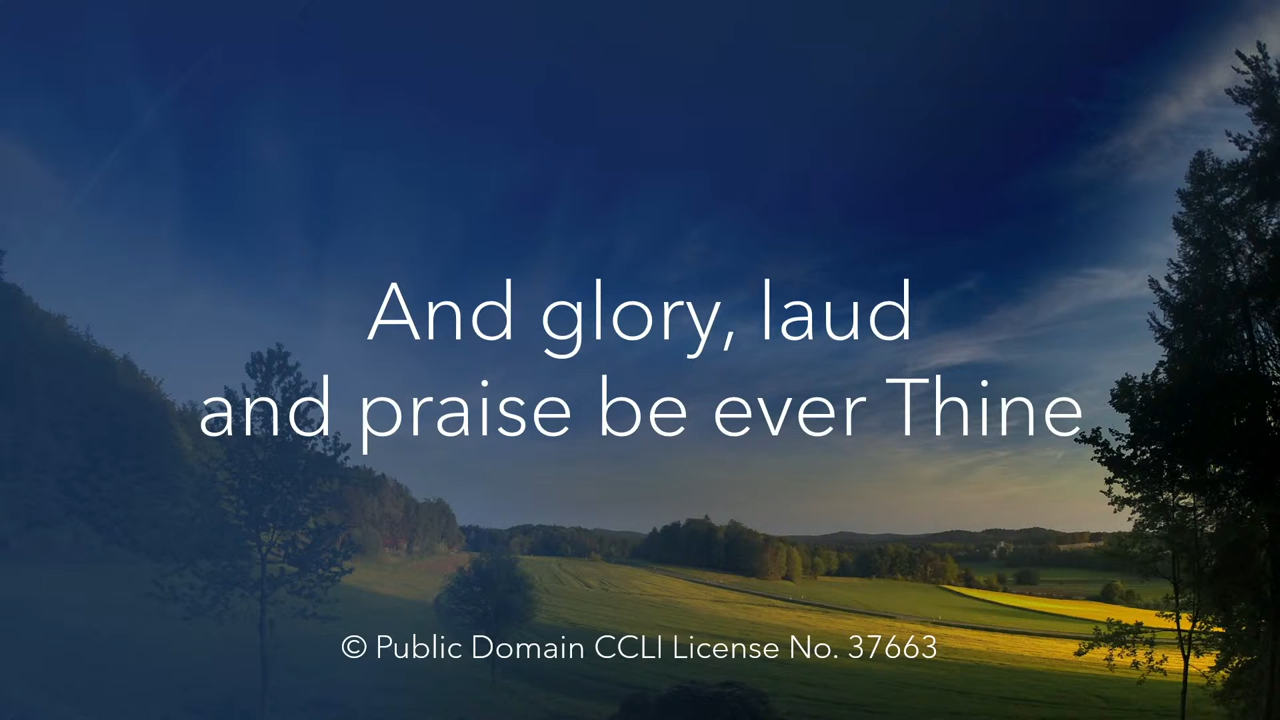 And glory, laud
and praise be ever Thine
© Public Domain CCLI License No. 37663